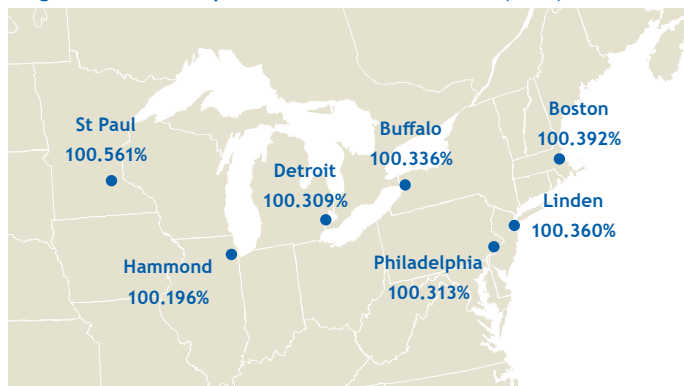 St Paul
100.561%
Buffalo
100.336%
Boston
100.392%
Detroit
100.309%
Linden
100.360%
Hammond
100.196%
Philadelphia
100.313%